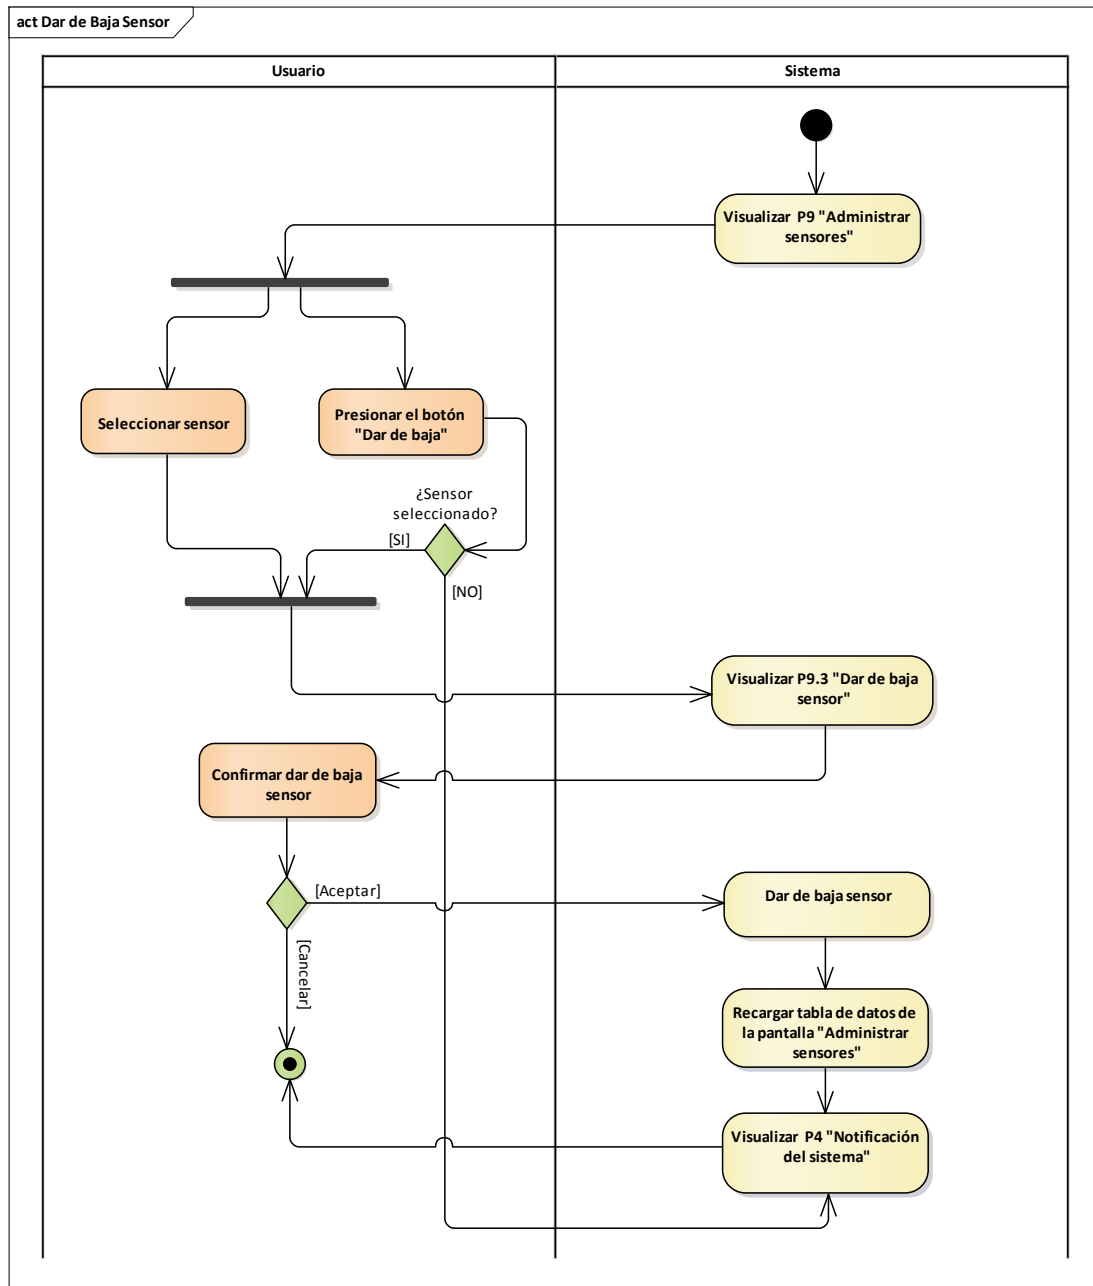 act Dar de Baja Sensor
Usuario
Sistema
Visualizar P9 "Administrar
sensores"
Seleccionar sensor
Presionar el botón
"Dar de baja"
¿Sensor
seleccionado?
[SI]
[NO]
Visualizar P9.3 "Dar de baja
sensor"
Confirmar dar de baja
sensor
[Aceptar]
Dar de baja sensor
[Cancelar]
Recargar tabla de datos de
la pantalla "Administrar
sensores"
Visualizar P4 "Notificación
del sistema"